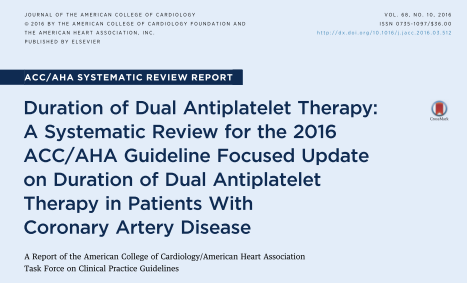 JOURNAL OF THE AMERICAN COLLEGE OF CARDIOLOGY
© 2016 BY THE AMERICAN COLLEGE OF CARDIOLOGY FOUNDATION AND
THE AMERICAN HEART ASSOCIATION, INC.
PUBLISHED BY ELSEVIER
VOL. 68, NO. 10, 2016
ISSN 0735-1097/$36.00
http://dx.doi.org/10.1016/j.jacc.2016.03.512
ACC/AHA SYSTEMATIC REVIEW REPORT
Duration of Dual Antiplatelet Therapy:
A Systematic Review for the 2016
ACC/AHA Guideline Focused Update
on Duration of Dual Antiplatelet
Therapy in Patients With
Coronary Artery Disease
CrossMark
A Report of the American College of Cardiology/American Heart Association
Task Force on Clinical Practice Guidelines